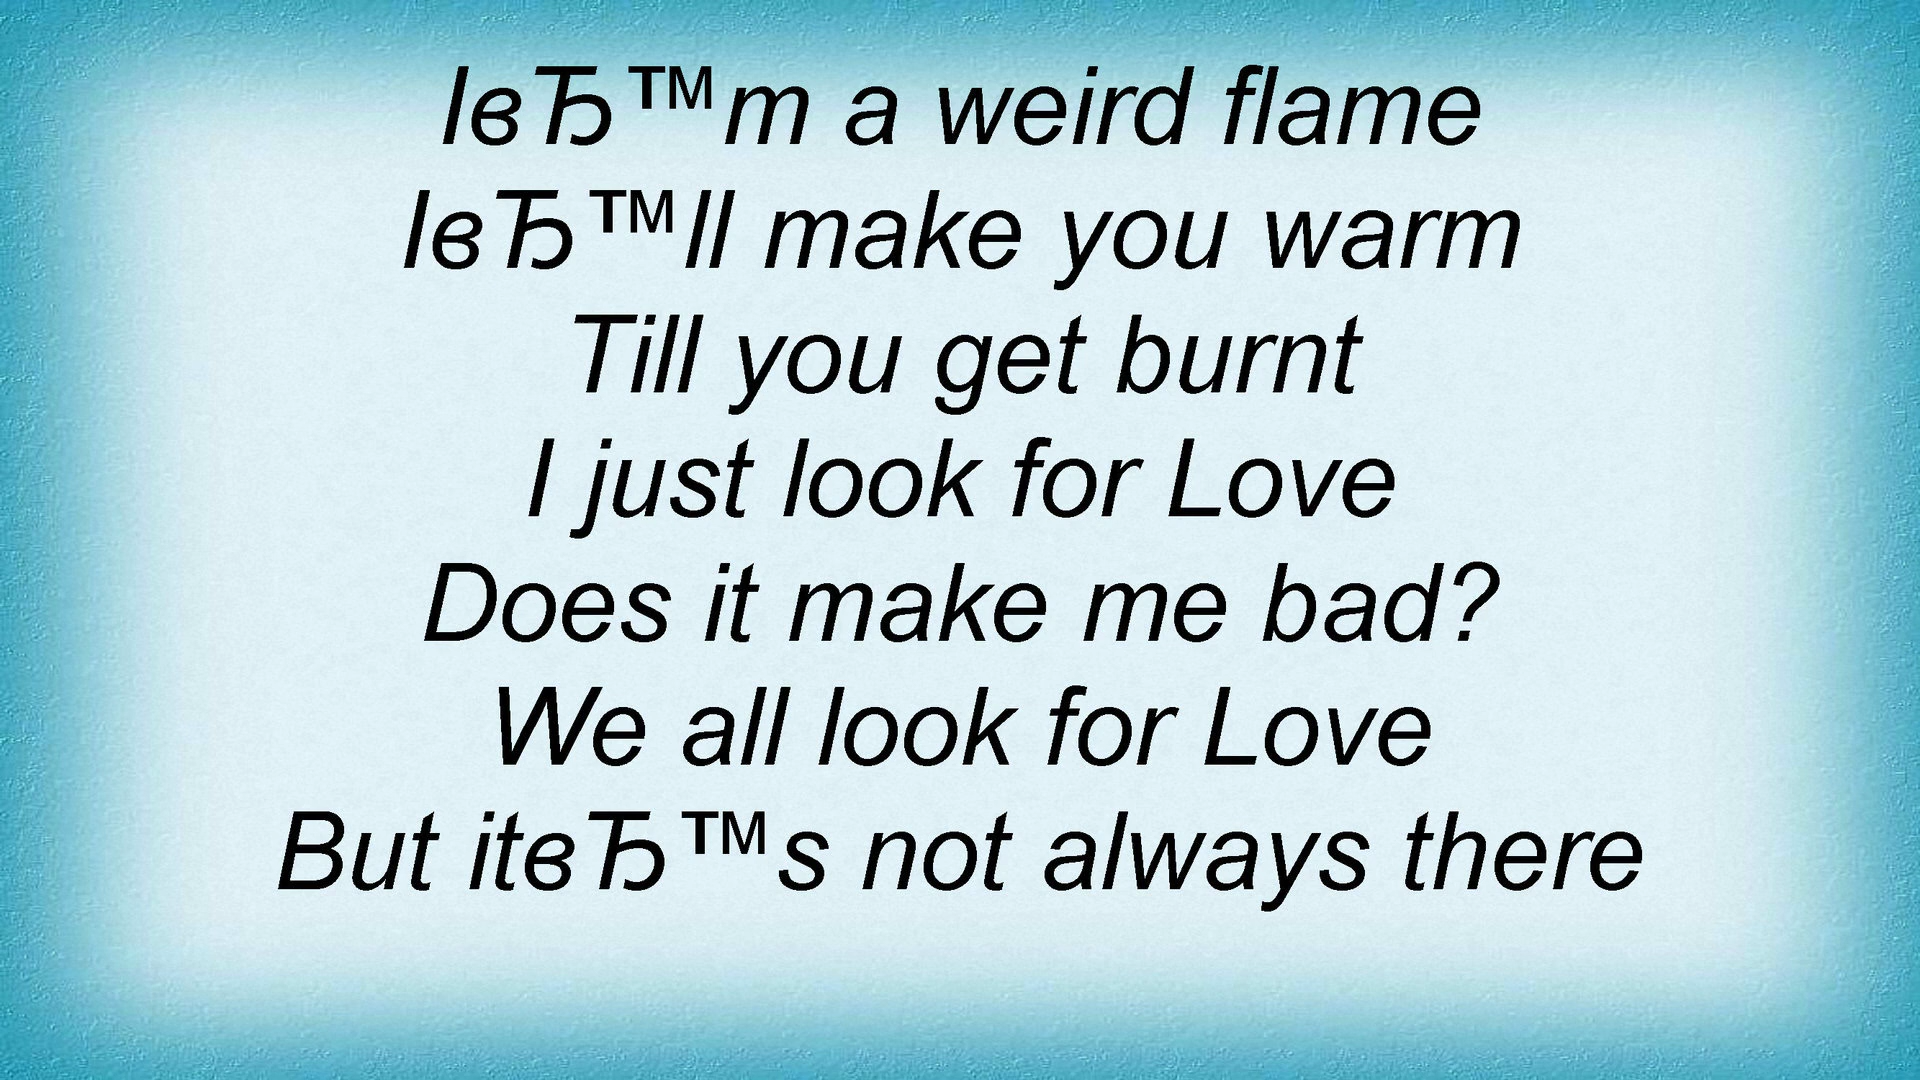 IвЂ™m a weird flame
IвЂ™ll make you warm
Till you get burnt
I just look for Love
Does it make me bad?
We all look for Love
But itвЂ™s not always there